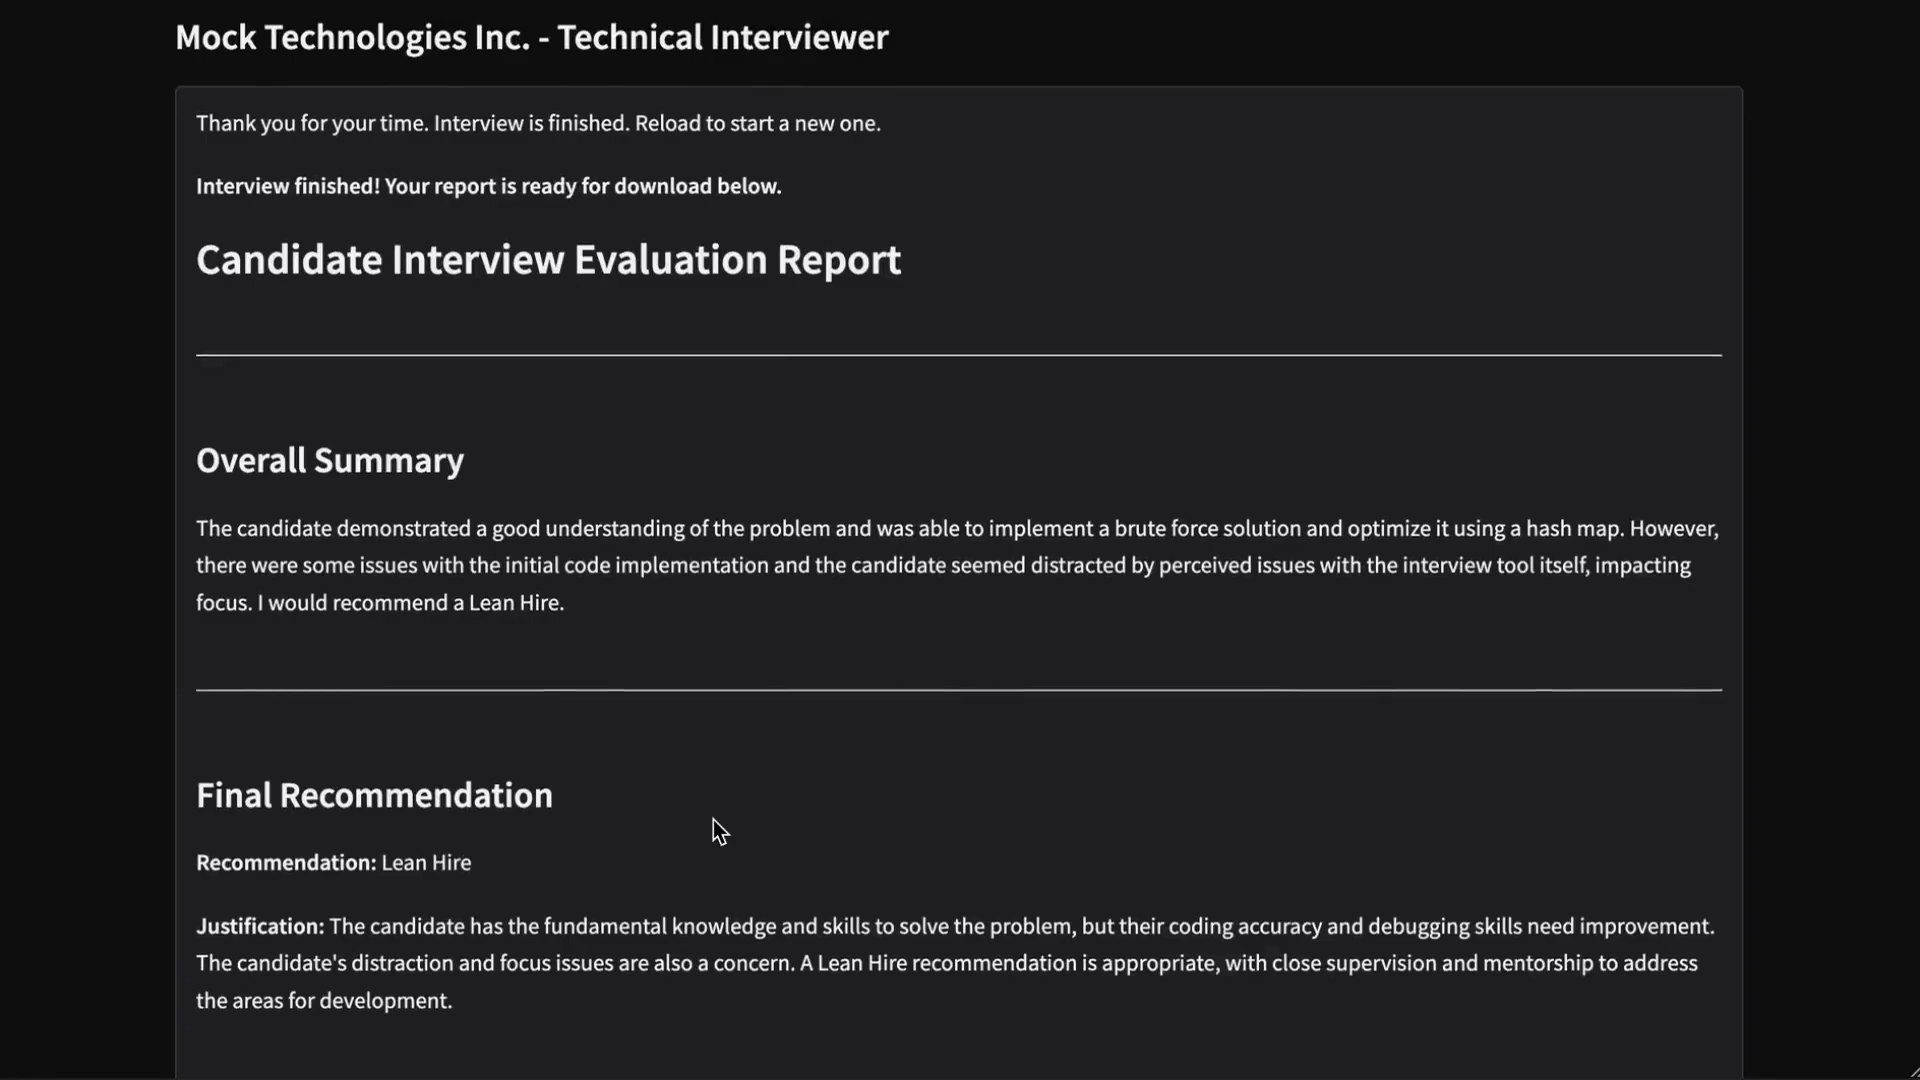 Mock Technologies Inc. - Technical Interviewer
Thank you for your time. Interview is finished. Reload to start a new one.
Interview finished! Your report is ready for download below.
Candidate Interview Evaluation Report
Overall Summary
The candidate demonstrated a good understanding of the problem and was able to implement a brute force solution and optimize it using a hash map. However,
there were some issues with the initial code implementation and the candidate seemed distracted by perceived issues with the interview tool itself, impacting
focus. I would recommend a Lean Hire.
Final Recommendation
Recommendation: Lean Hire
Justification: The candidate has the fundamental knowledge and skills to solve the problem, but their coding accuracy and debugging skills need improvement.
The candidate's distraction and focus issues are also a concern. A Lean Hire recommendation is appropriate, with close supervision and mentorship to address
the areas for development.